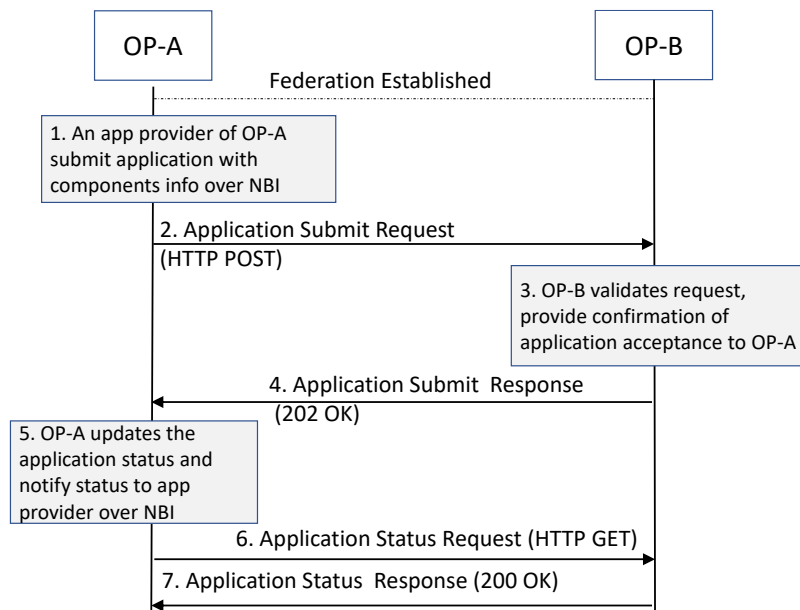 OP-A
OP-B
Federation Established
1. An app provider of OP-A
submit application with
components info over NBI
2. Application Submit Request
(HTTP POST)
3. OP-B validates request,
provide confirmation of
application acceptance to OP-A
4. Application Submit  Response
(202 OK)
5. OP-A updates the
application status and
notify status to app
provider over NBI
6. Application Status Request (HTTP GET)
7. Application Status  Response (200 OK)